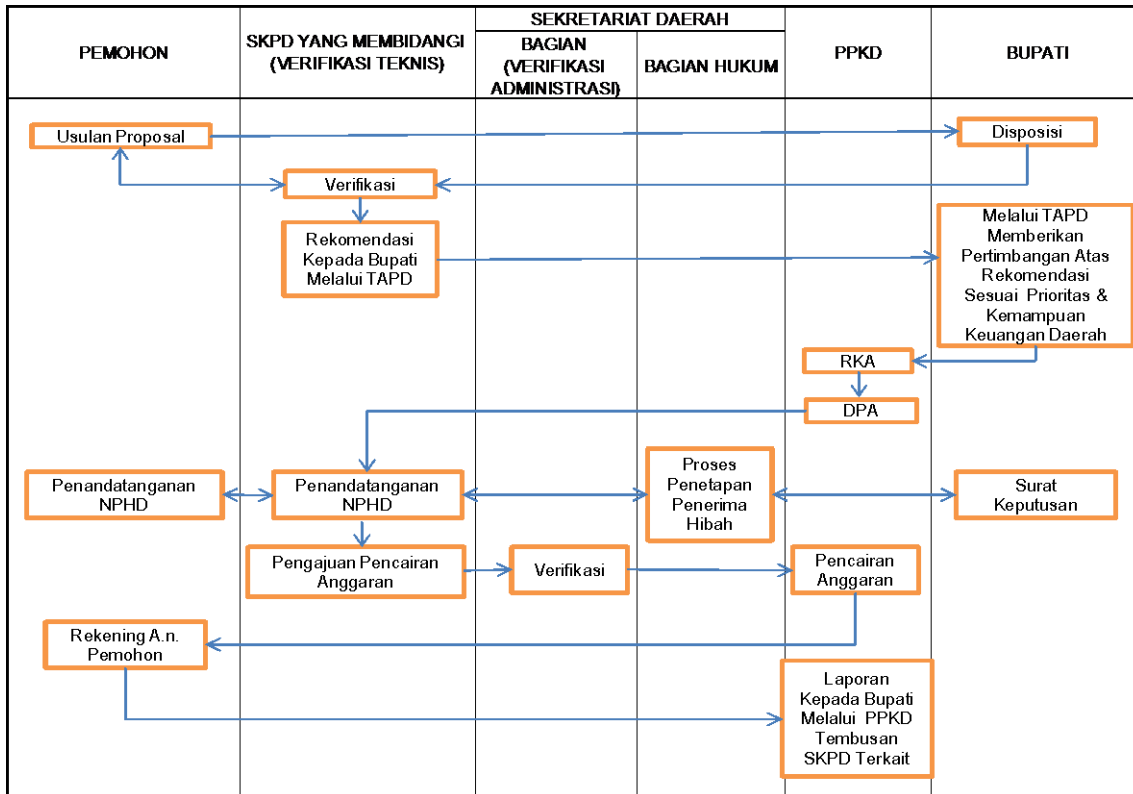 PEMOHON
SKPD YANG MEMBIDANGI
(VERIFIKASI TEKNIS)
SEKRETARIAT DAERAH
BAGIAN
(VERIFIKASI
ADMINISTRASI)
BAGIAN HUKUM
PPKD
BUPATI
Usulan Proposal
Disposisi
Verifikasi
Rekomendasi
Kepada Bupati
Melalui TAPD
Melalui TAPD
Memberikan
Pertimbangan Atas
Rekomendasi
Sesuai Prioritas &
Kemampuan
Keuangan Daerah
RKA
DPA
Penandatanganan
NPHD
Penandatanganan
NPHD
Proses
Penetapan
Penerima
Hibah
Surat
Keputusan
Pengajuan Pencairan
Anggaran
Verifikasi
Pencairan
Anggaran
Rekening A.n.
Pemohon
Laporan
Kepada Bupati
Melalui PPKD
Tembusan
SKPD Terkait